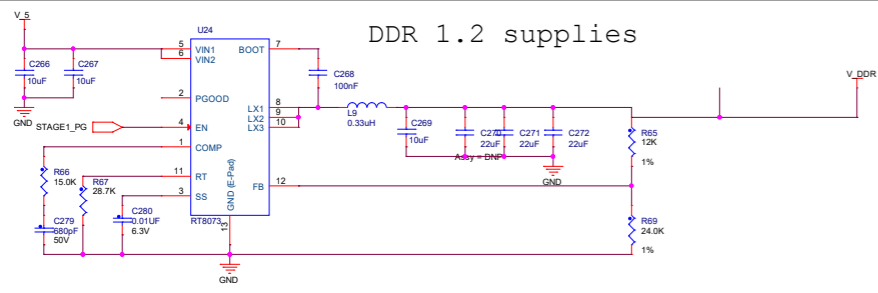 V_5
U24
DDR 1.2 supplies
5 VIN1 BOOT 7
6 VIN2
V_DDR
C266 C267
10uF 10uF
C268
100nF
2 PGOOD
LX1 8
L9
GND
LX2 9
0.33uH
STAGE1_PG 4 EN
LX3 10
C269
10uF
C270 C271 C272
22uF 22uF 22uF
R65
12K
1 COMP
Assy = DNP
1%
R66
15.0K
R67
28.7K
11 RT
GND
3 SS
GND (E-Pad)
FB 12
C279
680pF
50V
C280
0.01UF
6.3V
RT8073
13
R69
24.0K
1%
GND